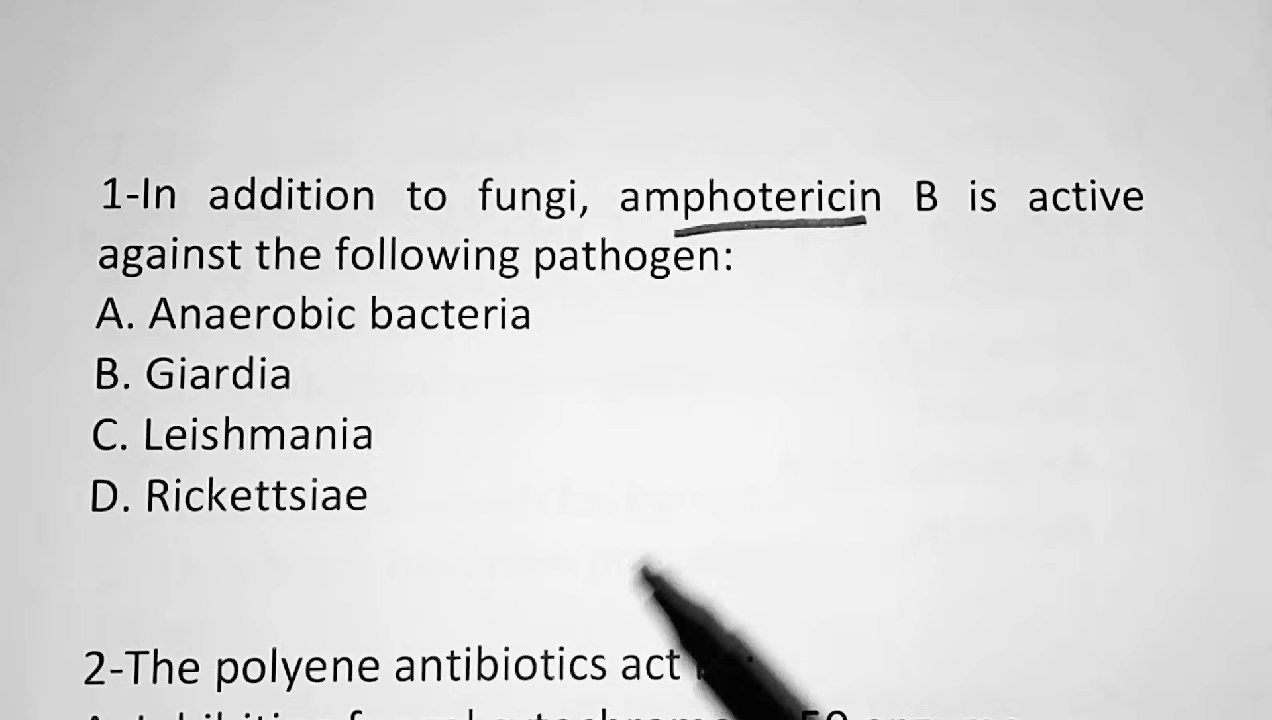 1-In addition to fungi, amphotericin B is active
against the following pathogen:
A. Anaerobic bacteria
B. Giardia
C. Leishmania
D. Rickettsiae
2-The polyene antibiotics act